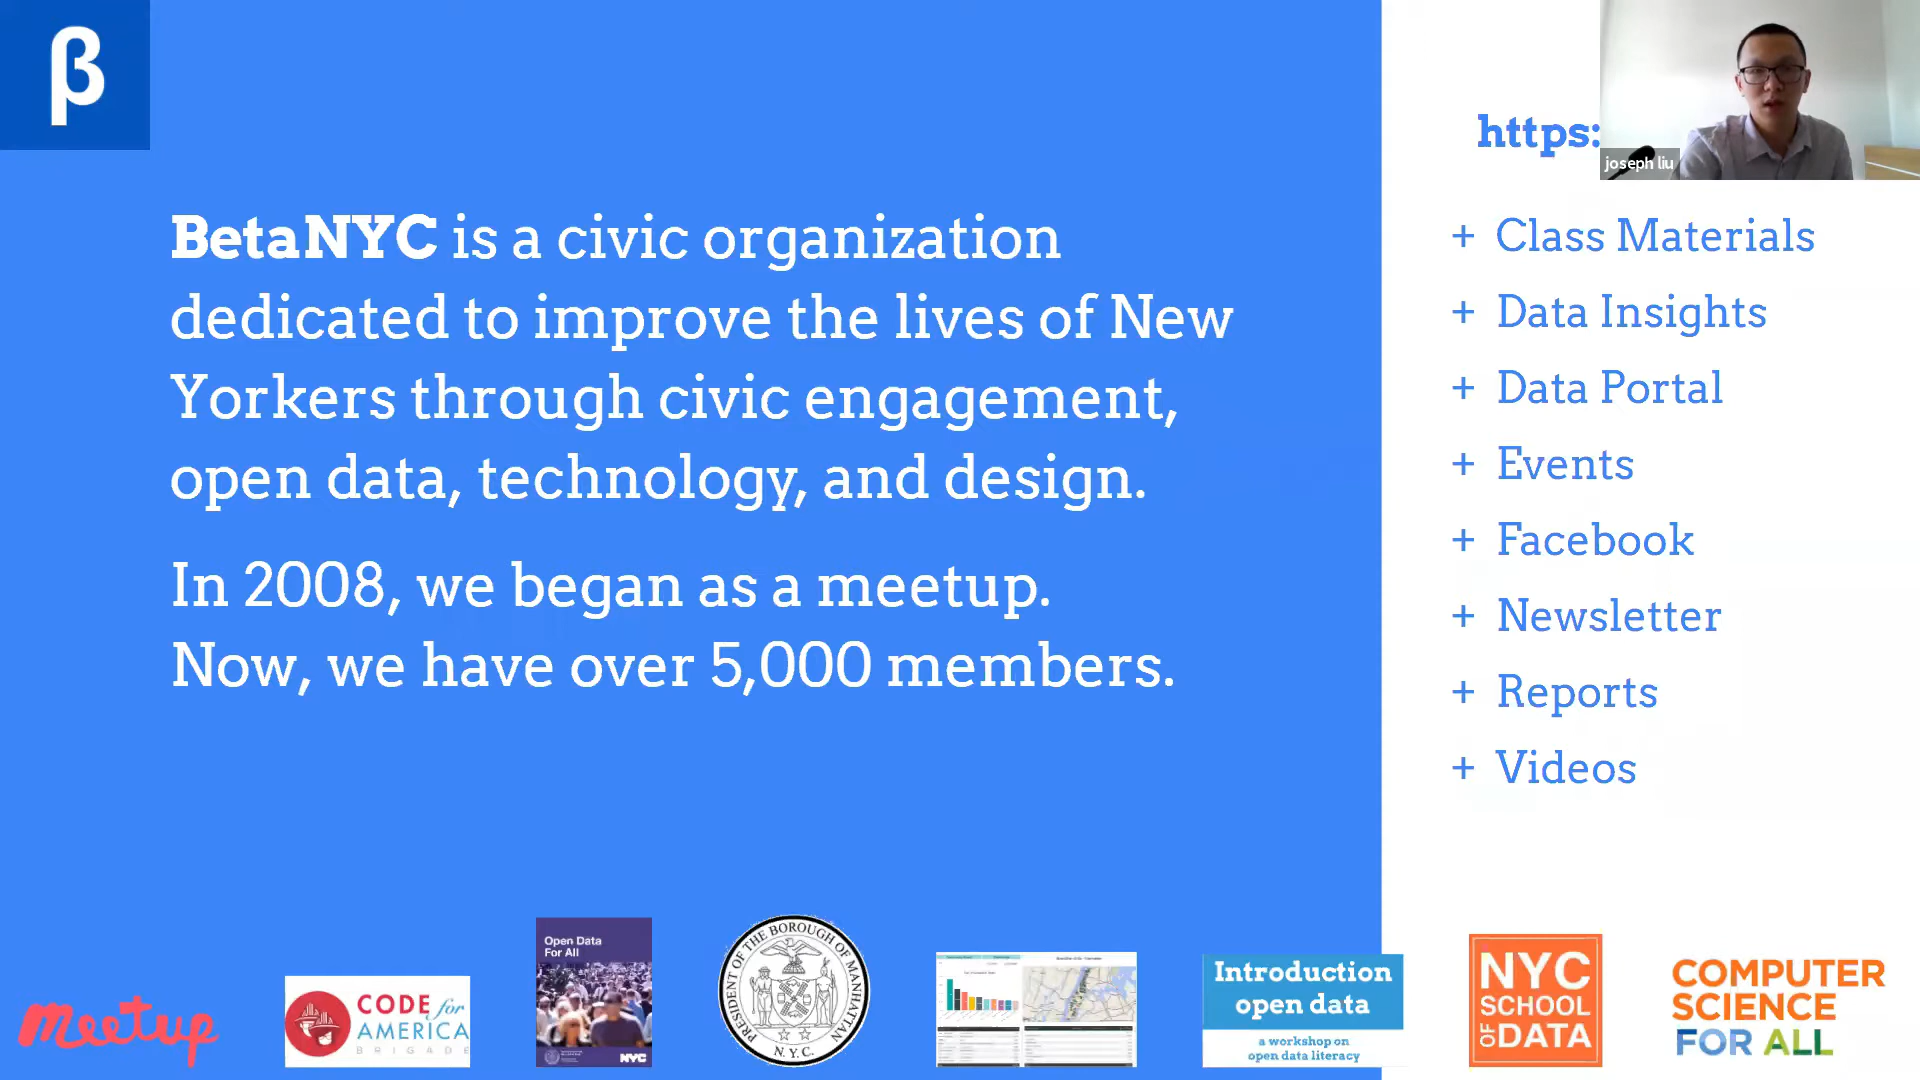 β
BetaNYC is a civic organization
dedicated to improve the lives of New
Yorkers through civic engagement,
open data, technology, and design.
In 2008, we began as a meetup.
Now, we have over 5,000 members.
https:
joseph liu
+ Class Materials
+ Data Insights
+ Data Portal
+ Events
+ Facebook
+ Newsletter
+ Reports
+ Videos
Meetup
CODE for
AMERICA
BRIGADE
Open Data
For All
NYC
PRESIDENT OF THE BOROUGH OF MANHATTAN
N.Y.C.
Introduction
open data
a workshop on
open data literacy
NYC
SCHOOL
OF DATA
COMPUTER
SCIENCE
FOR ALL